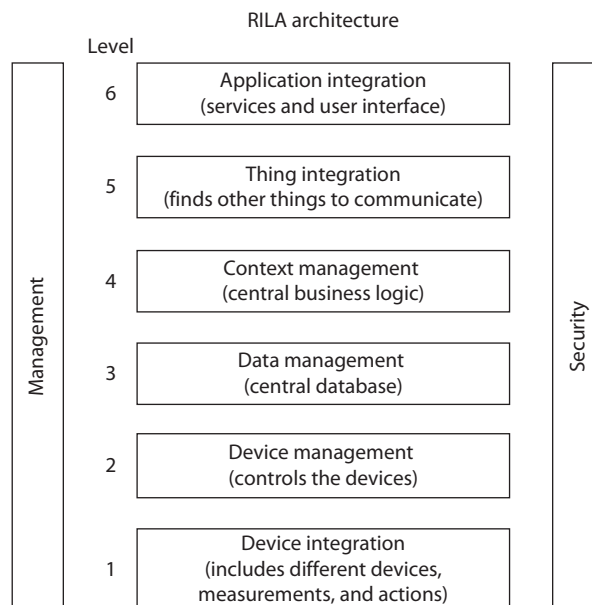 RILA architecture
Level
6
Application integration
(services and user interface)
5
Thing integration
(finds other things to communicate)
4
Context management
(central business logic)
3
Data management
(central database)
2
Device management
(controls the devices)
1
Device integration
(includes different devices,
measurements, and actions)
Management
Security